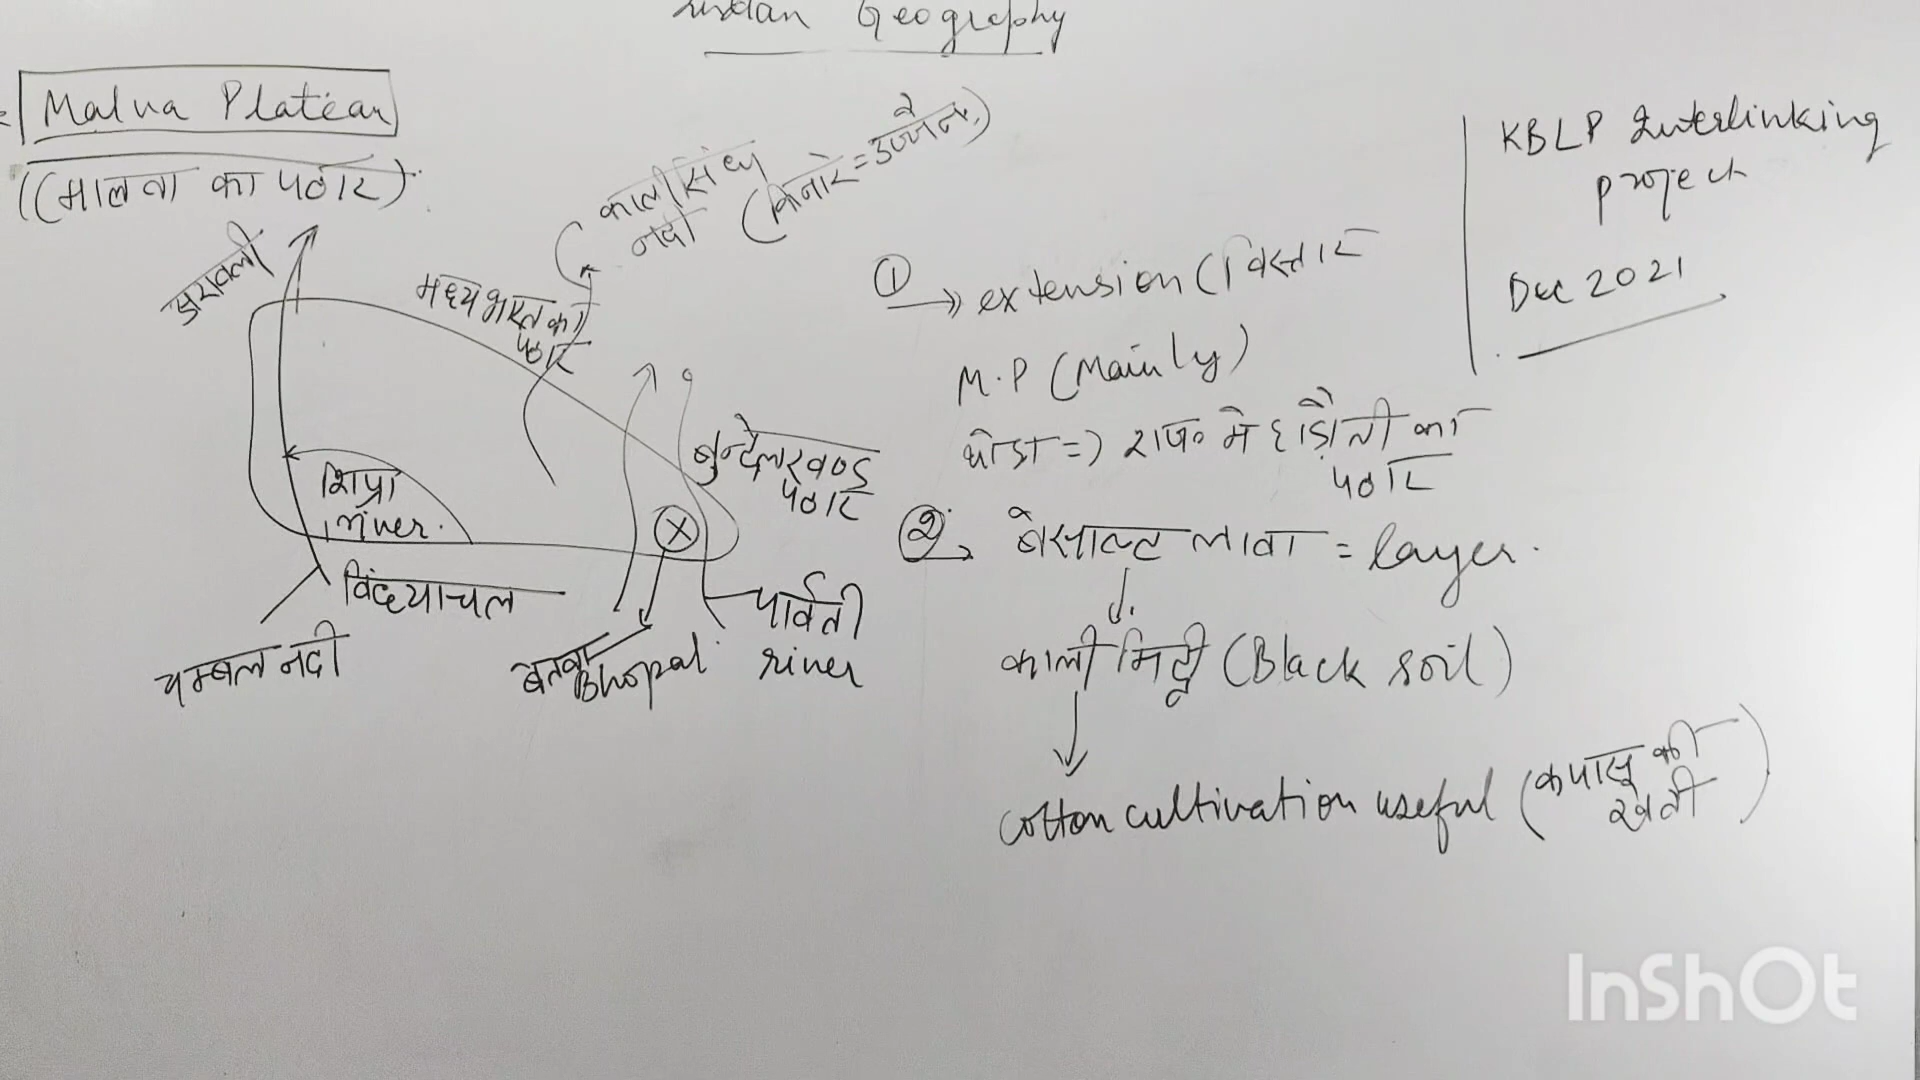 Indian Geography
Malwa Plateau
(मालवा का पठार)
अरावली
मध्य भारत का
पठार
काली सिंध
नदी
(किनारे = उज्जैन)
बुन्देलखण्ड
पठार
शिप्रा
river.
विंध्याचल
चम्बल नदी
बेतवा
Bhopal
पार्वती
river
① → extension (विस्तार
M.P (Mainly)
थोडा => राज० मे हाडौती का
पठार
② → बेसाल्ट लावा = layer.
काली मिट्टी (Black soil)
cotton cultivation useful (कपास की
खेती)
KBLP Interlinking
project
Dec 2021
InShOt